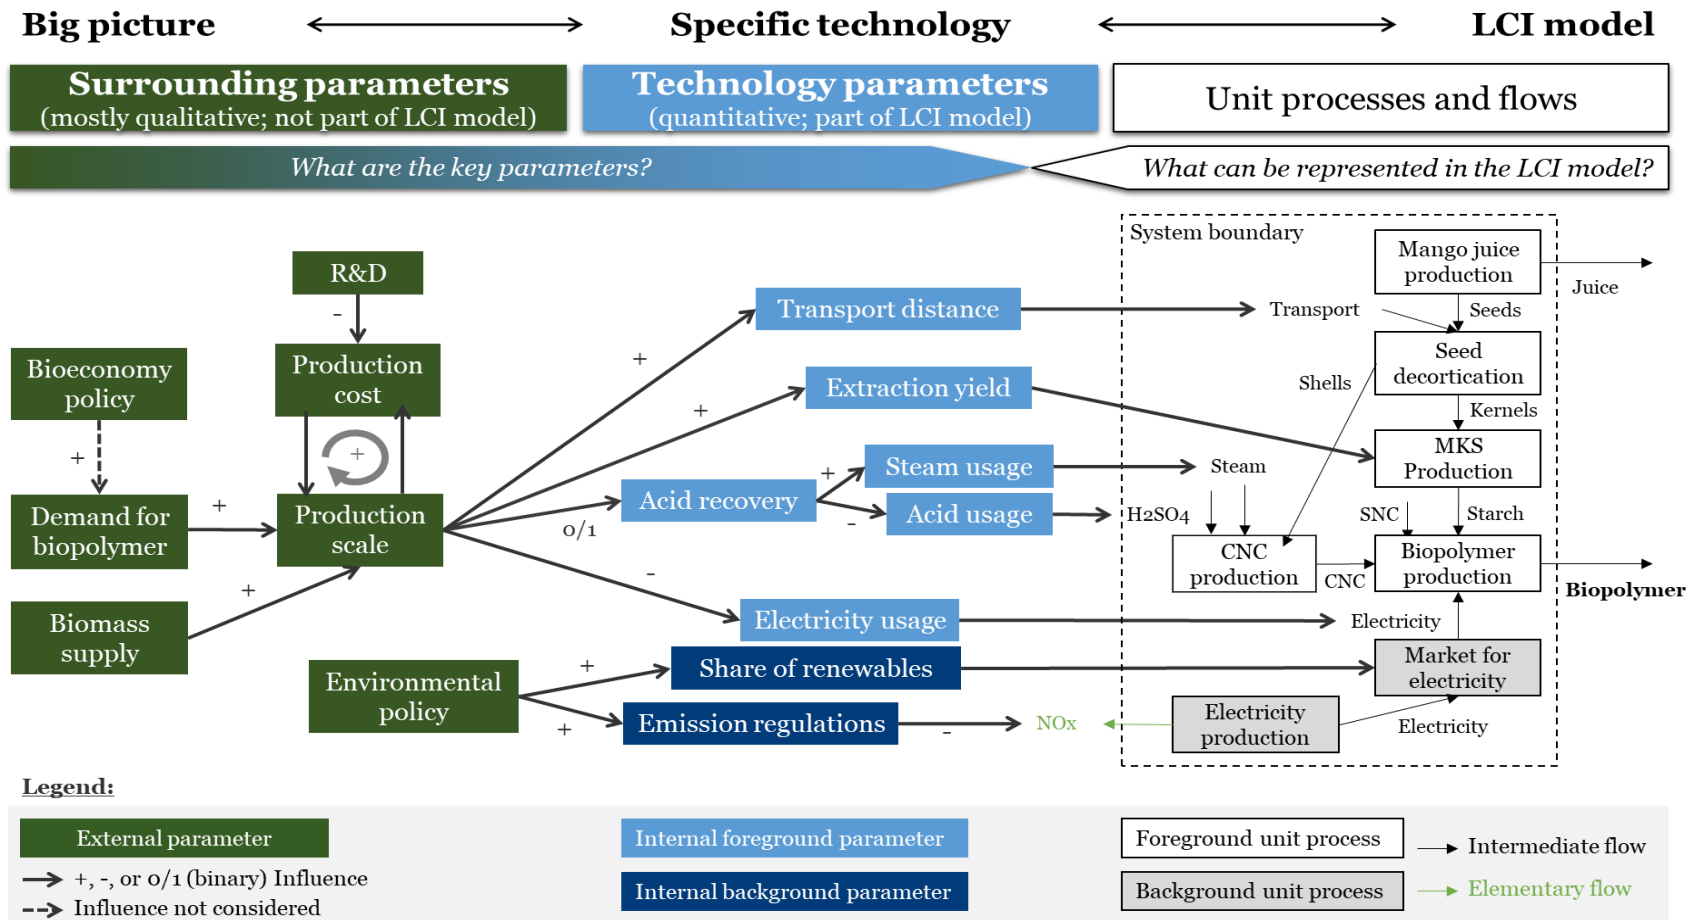 Big picture
Specific technology
LCI model
Surrounding parameters
(mostly qualitative; not part of LCI model)
Technology parameters
(quantitative; part of LCI model)
Unit processes and flows
What are the key parameters?
What can be represented in the LCI model?
System boundary
Mango juice
production
Juice
R&D
-
Transport distance
Transport
Seeds
Production
cost
+
Seed
decortication
Bioeconomy
policy
Extraction yield
Shells
+
Kernels
+
+
MKS
Production
Steam usage
+
Steam
Acid recovery
Acid usage
-
0/1
H2SO4
SNC
Starch
Demand for
biopolymer
+
Production
scale
CNC
production
CNC
Biopolymer
production
Biopolymer
-
+
Biomass
supply
Electricity usage
Electricity
Share of renewables
Market for
electricity
Environmental
policy
+
+
Emission regulations
-
NOx
Electricity
production
Electricity
Legend:
External parameter
Internal foreground parameter
Foreground unit process
Intermediate flow
+, -, or 0/1 (binary) Influence
Internal background parameter
Background unit process
Elementary flow
Influence not considered